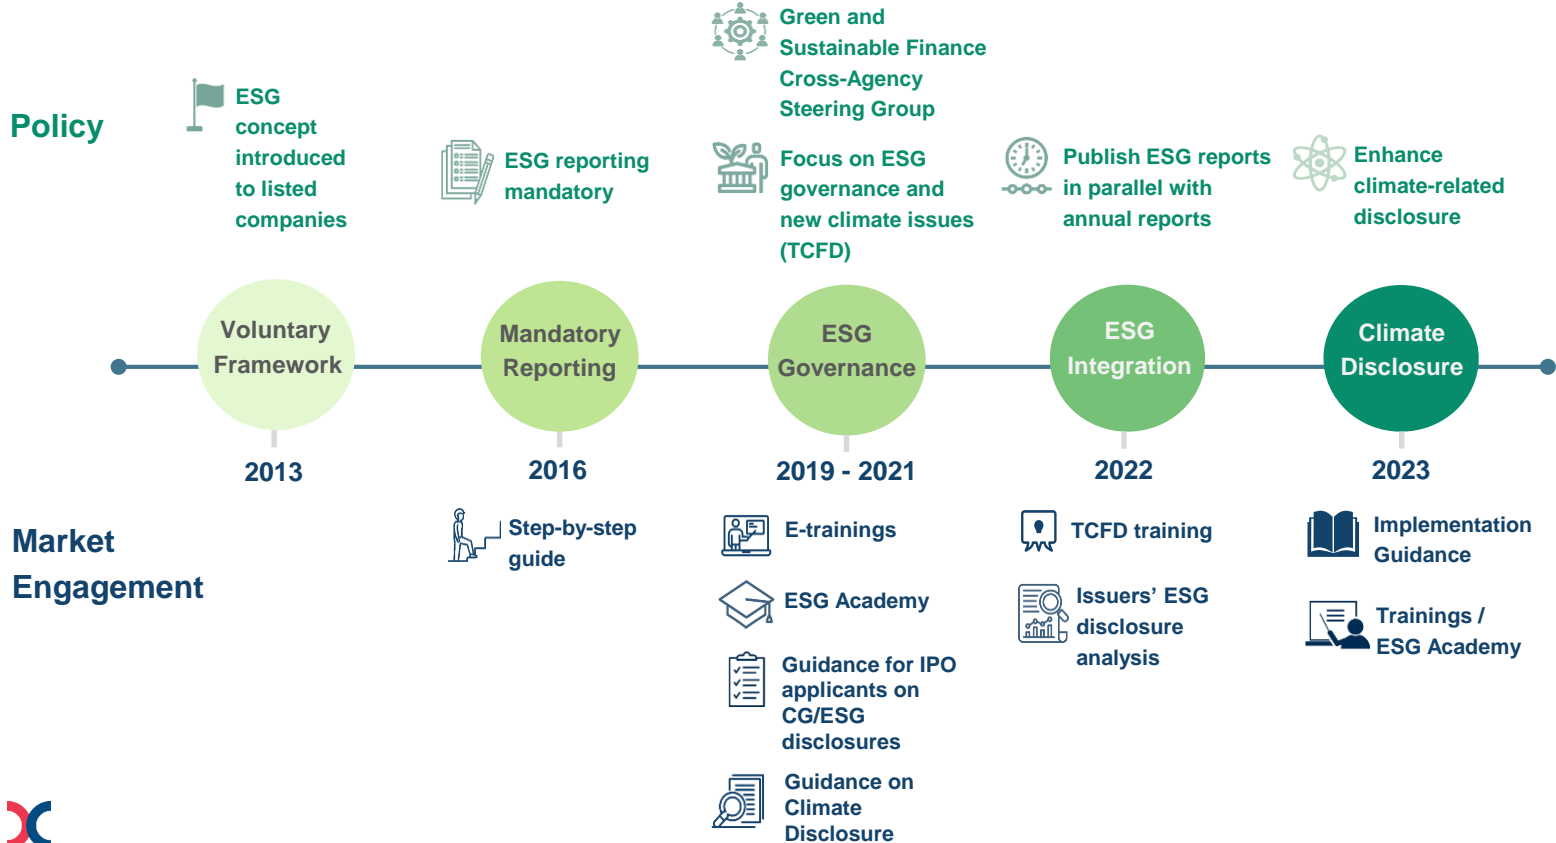 Policy
ESG
concept
introduced
to listed
companies
ESG reporting
mandatory
Green and
Sustainable Finance
Cross-Agency
Steering Group
Focus on ESG
governance and
new climate issues
(TCFD)
Publish ESG reports
in parallel with
annual reports
Enhance
climate-related
disclosure
Voluntary
Framework
Mandatory
Reporting
ESG
Governance
ESG
Integration
Climate
Disclosure
2013
2016
2019 - 2021
2022
2023
Market
Engagement
Step-by-step
guide
E-trainings
ESG Academy
Guidance for IPO
applicants on
CG/ESG
disclosures
Guidance on
Climate
Disclosure
TCFD training
Issuers’ ESG
disclosure
analysis
Implementation
Guidance
Trainings /
ESG Academy